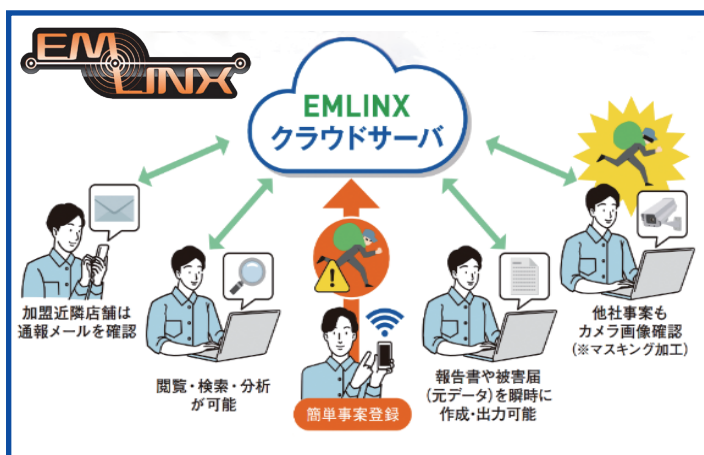 EM
LINX
EMLINX
クラウドサーバ
加盟近隣店舗は
通報メールを確認
閲覧・検索・分析
が可能
簡単事案登録
報告書や被害届
(元データ)を瞬時に
作成・出力可能
他社事案も
カメラ画像確認
(※マスキング加工)